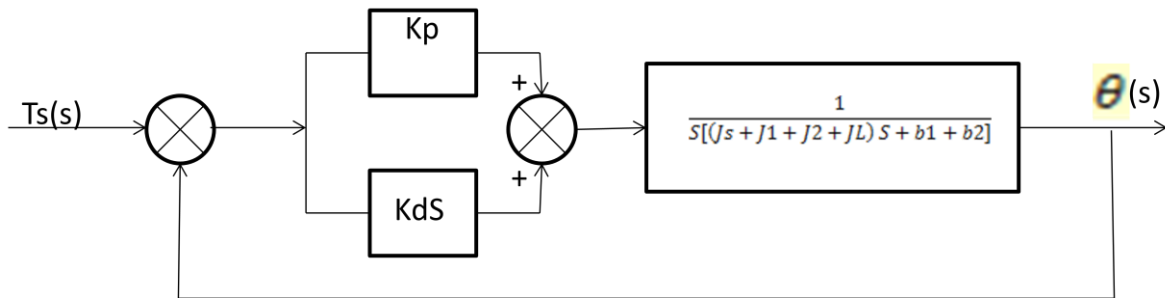 Kp
Ts(s)
+
1
S[(Js + J1 + J2 + JL) S + b1 + b2]
θ(s)
+
KdS